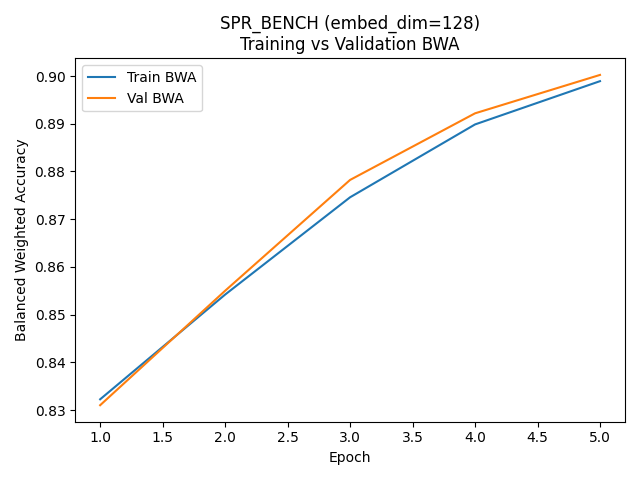 SPR_BENCH (embed_dim=128)
Training vs Validation BWA
Train BWA
Val BWA
Balanced Weighted Accuracy
0.90
0.89
0.88
0.87
0.86
0.85
0.84
0.83
1.0 1.5 2.0 2.5 3.0 3.5 4.0 4.5 5.0
Epoch